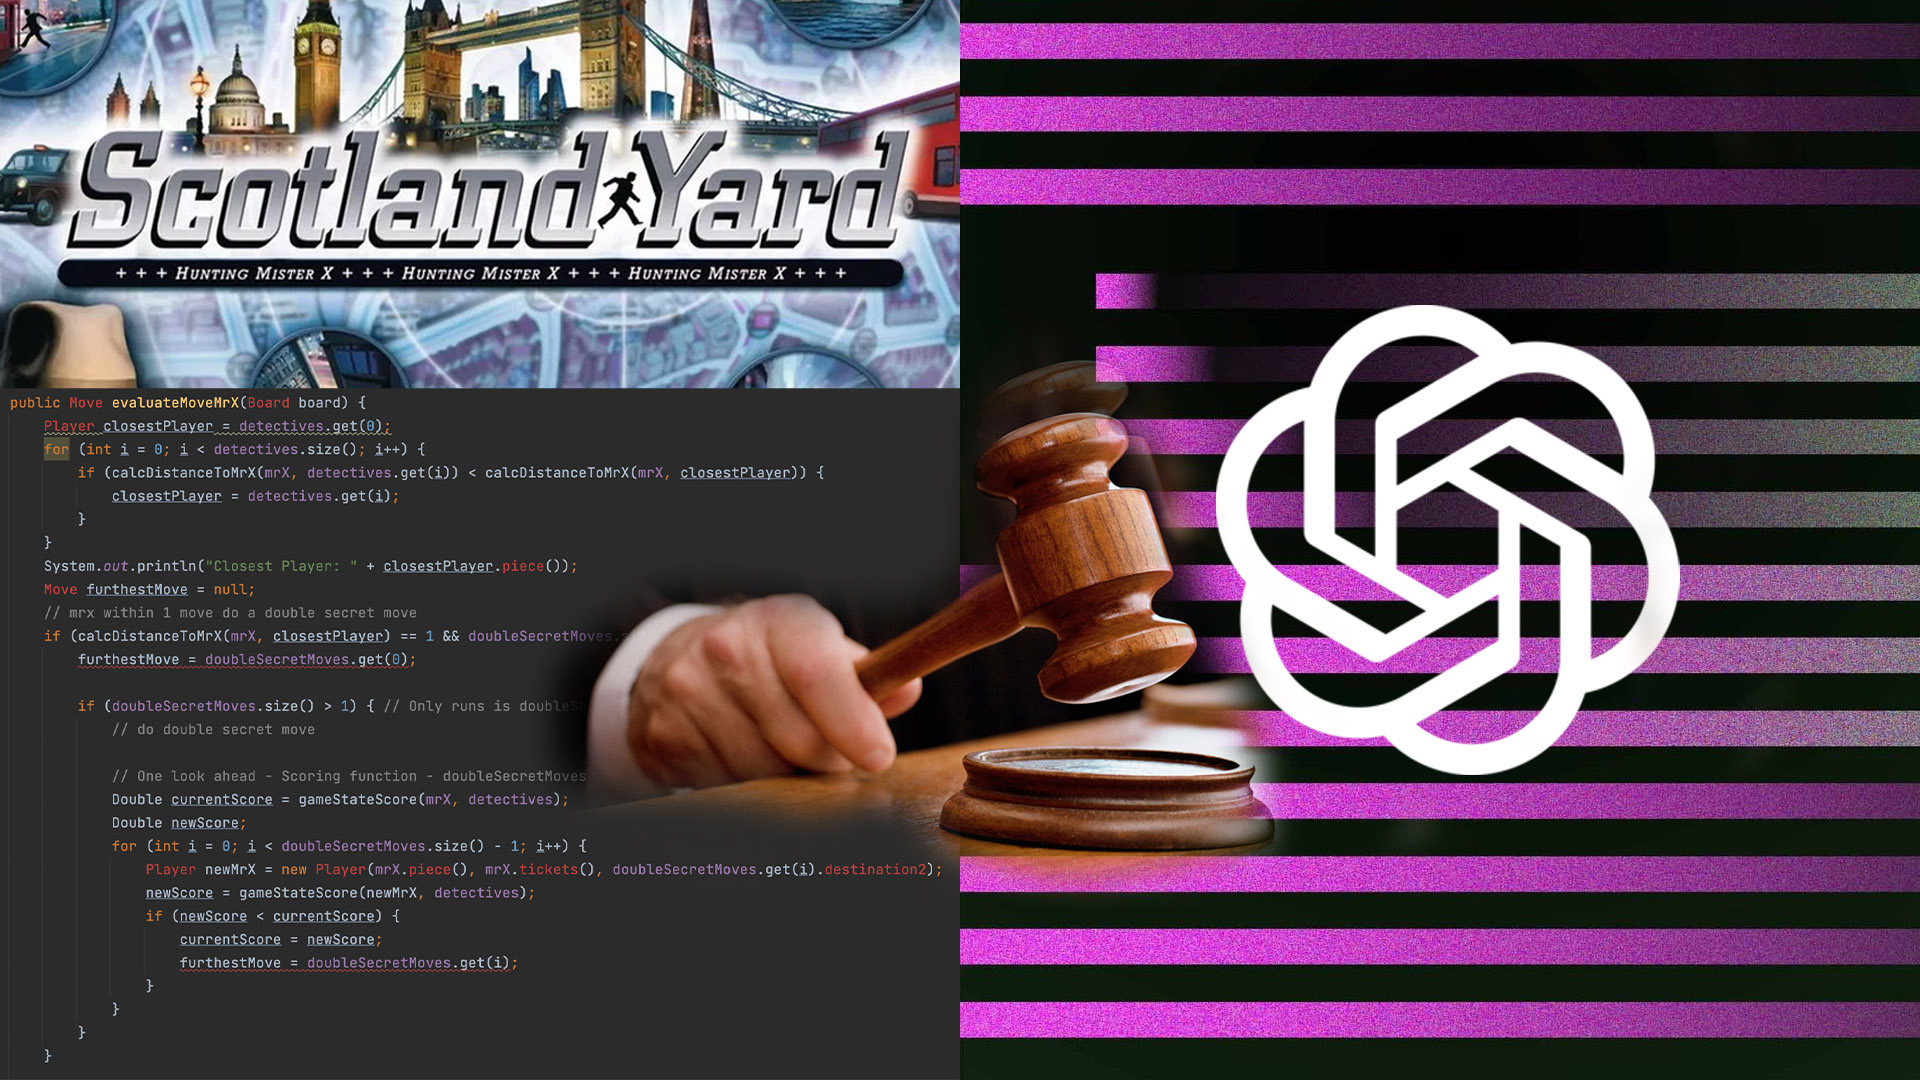 Scotland Yard
+ + + HUNTING MISTER X + + + HUNTING MISTER X + + + HUNTING MISTER X + + +
public Move evaluateMoveMrX(Board board) {
Player closestPlayer = detectives.get(0);
for (int i = 0; i < detectives.size(); i++) {
if (calcDistanceToMrX(mrX, detectives.get(i)) < calcDistanceToMrX(mrX, closestPlayer)) {
closestPlayer = detectives.get(i);
}
}
System.out.println("Closest Player: " + closestPlayer.piece());
Move furthestMove = null;
// mrx within 1 move do a double secret move
if (calcDistanceToMrX(mrX, closestPlayer) == 1 && doubleSecretMoves.size
furthestMove = doubleSecretMoves.get(0);
if (doubleSecretMoves.size() > 1) { // Only runs is doubleS
// do double secret move
// One look ahead - Scoring function - doubleSecretMoves
Double currentScore = gameStateScore(mrX, detectives);
Double newScore;
for (int i = 0; i < doubleSecretMoves.size() - 1; i++) {
Player newMrX = new Player(mrX.piece(), mrX.tickets(), doubleSecretMoves.get(i).destination2);
newScore = gameStateScore(newMrX, detectives);
if (newScore < currentScore) {
currentScore = newScore;
furthestMove = doubleSecretMoves.get(i);
}
}
}
}